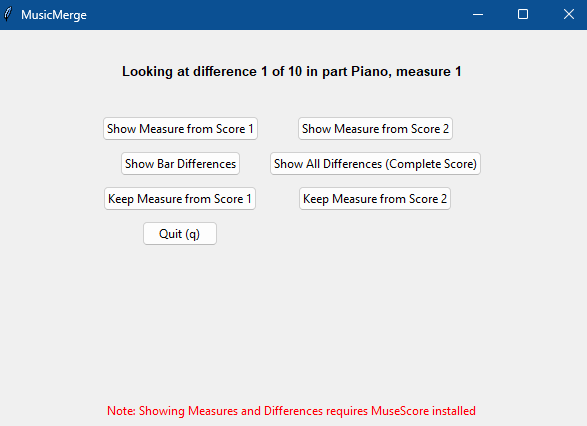 MusicMerge
Looking at difference 1 of 10 in part Piano, measure 1
Show Measure from Score 1
Show Measure from Score 2
Show Bar Differences
Show All Differences (Complete Score)
Keep Measure from Score 1
Keep Measure from Score 2
Quit (q)
Note: Showing Measures and Differences requires MuseScore installed